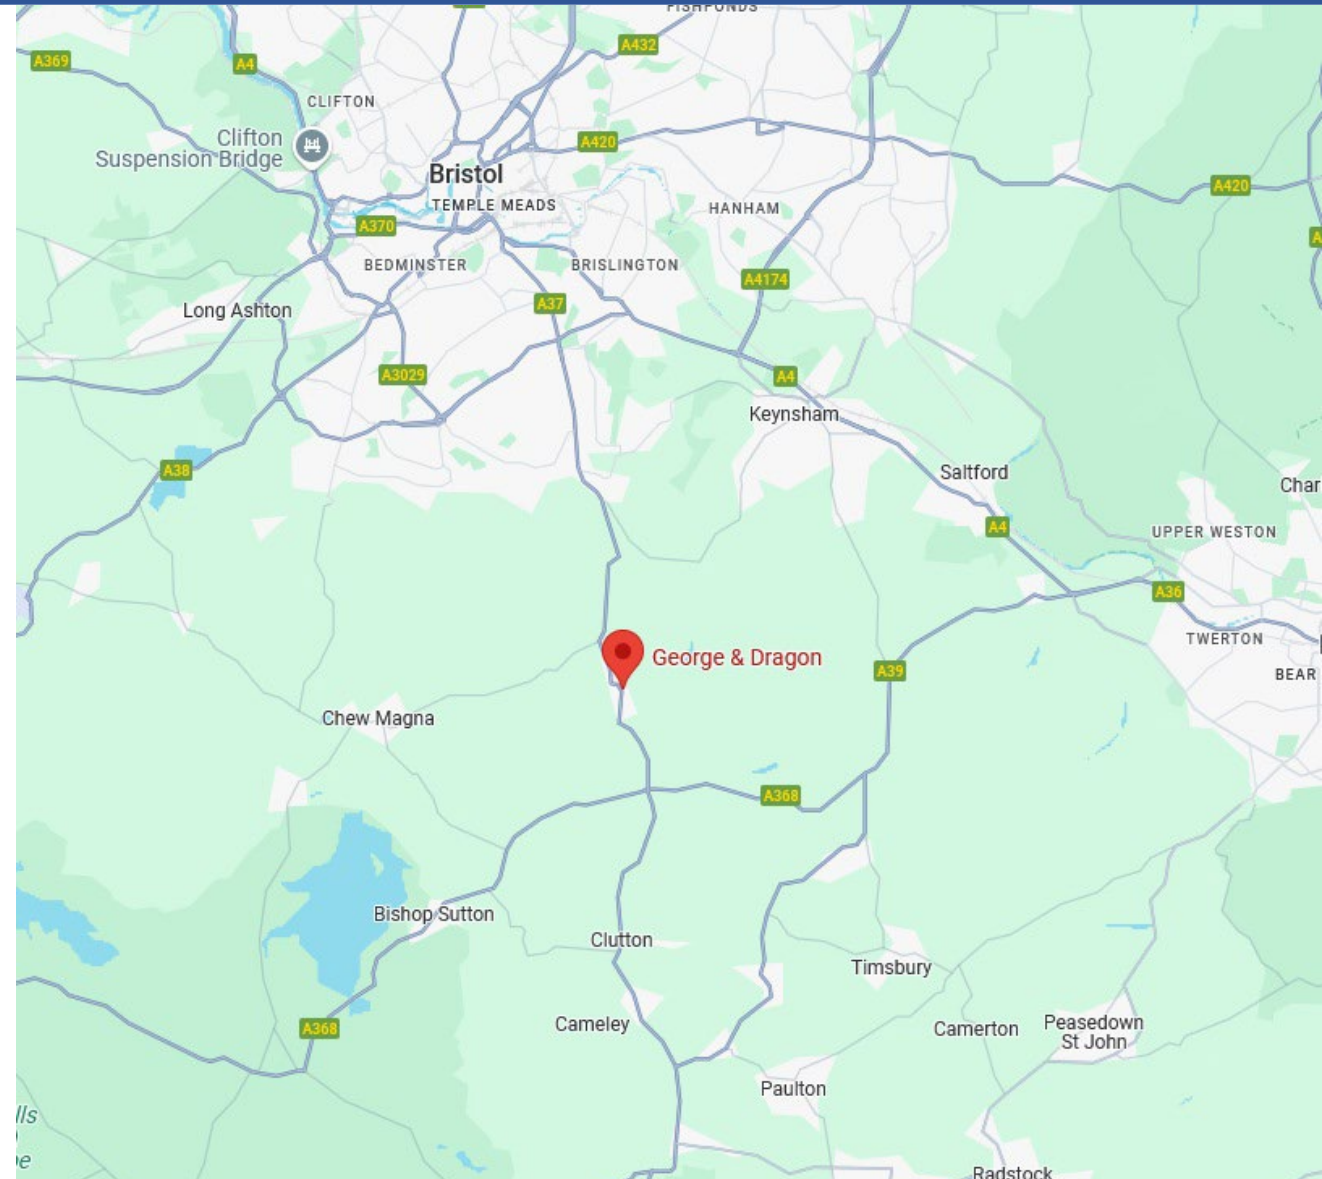 FISHPONDS
A432
A369
A4
CLIFTON
Clifton
Suspension Bridge
A420
Bristol
TEMPLE MEADS
A420
HANHAM
A370
BEDMINSTER
BRISLINGTON
A4174
Long Ashton
A37
A3029
A4
Keynsham
A38
Saltford
Char
A4
UPPER WESTON
A36
TWERTON
George & Dragon
A39
BEAR
Chew Magna
A368
Bishop Sutton
Clutton
Timsbury
A368
Cameley
Camerton
Peasedown
St John
Paulton
lls
e
Radstock